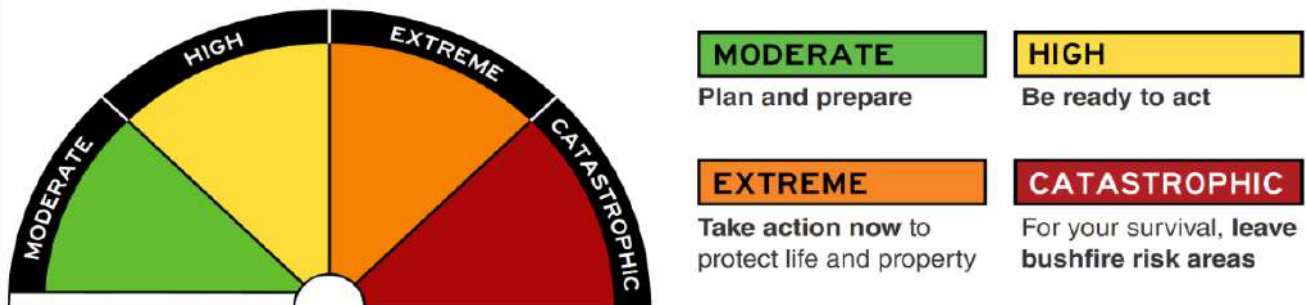 MODERATE
HIGH
EXTREME
CATASTROPHIC
MODERATE
Plan and prepare
HIGH
Be ready to act
EXTREME
Take action now to
protect life and property
CATASTROPHIC
For your survival, leave
bushfire risk areas